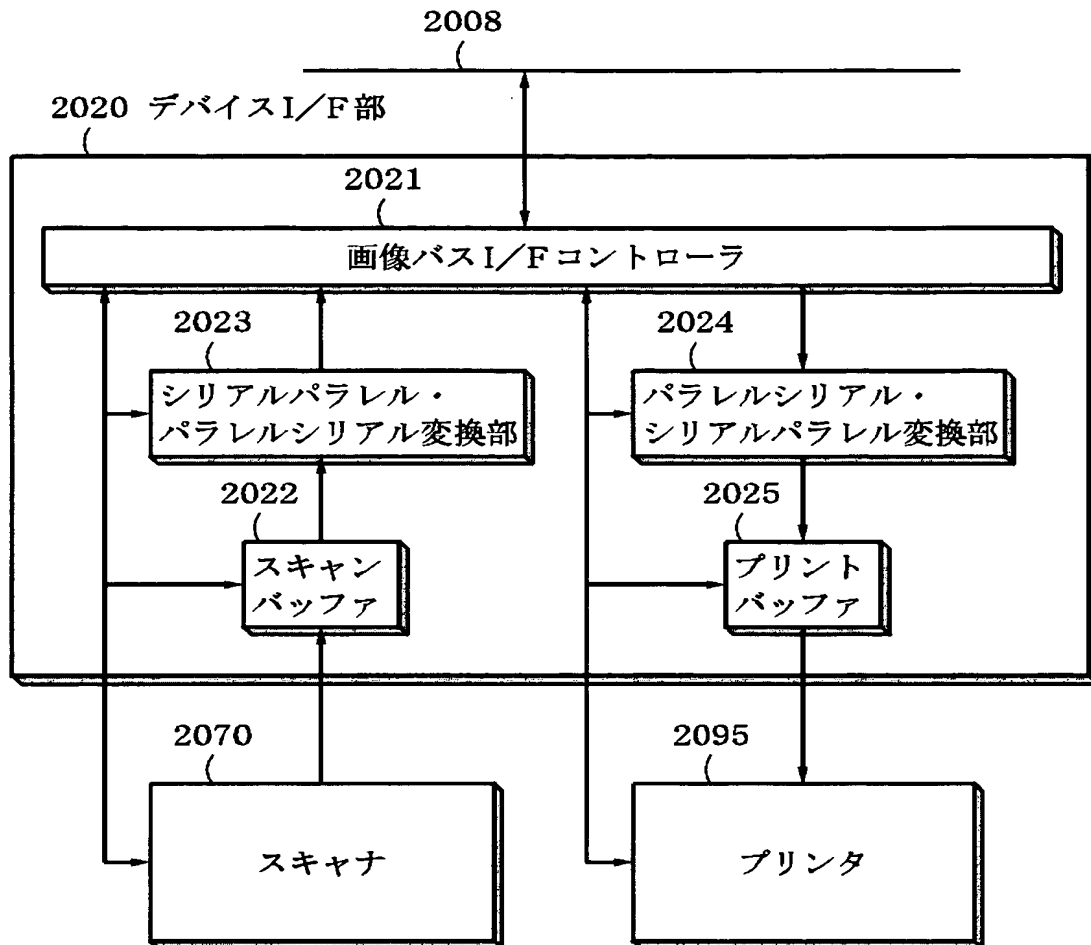 2008
2020 デバイスI/F部
2021
画像バスI/Fコントローラ
2023
シリアルパラレル・
パラレルシリアル変換部
2024
パラレルシリアル・
シリアルパラレル変換部
2022
スキャン
バッファ
2025
プリント
バッファ
2070
スキャナ
2095
プリンタ